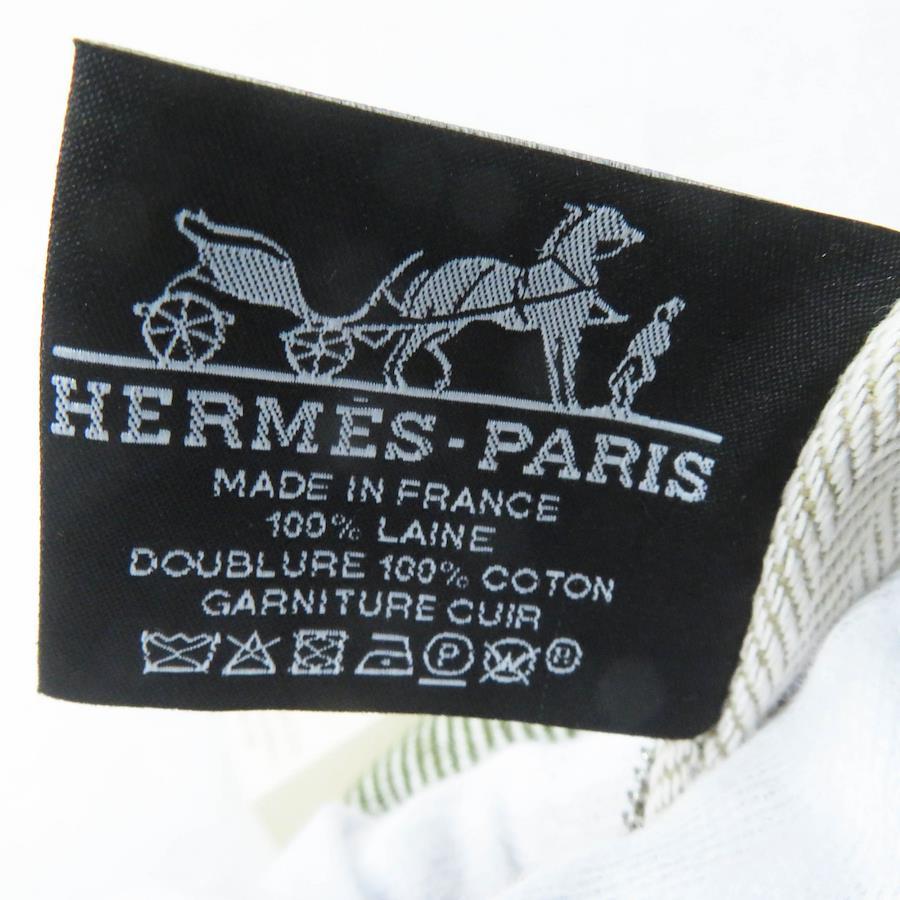 HERMÈS-PARIS
MADE IN FRANCE
100% LAINE
DOUBLURE 100% COTON
GARNITURE CUIR
P W